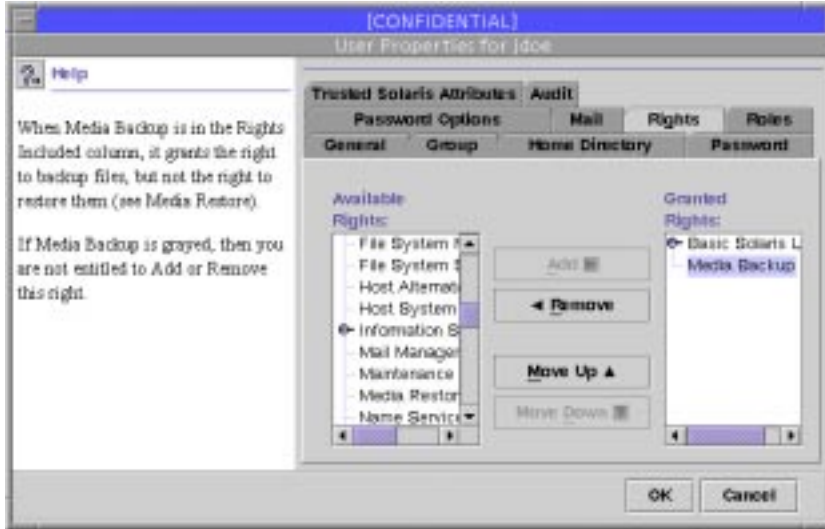 [CONFIDENTIAL]
User Properties for jdoe
Help
When Media Backup is in the Rights
Included column, it grants the right
to backup files, but not the right to
restore them (see Media Restore).
If Media Backup is grayed, then you
are not entitled to Add or Remove
this right.
Trusted Solaris Attributes Audit
Password Options Mail Rights Roles
General Group Home Directory Password
Available
Rights:
File System
File System
Host Alternat
Host System
Information S
Mail Manager
Maintenance
Media Restor
Name Service
Add
Remove
Move Up
Move Down
Granted
Rights:
Basic Solaris L
Media Backup
OK Cancel